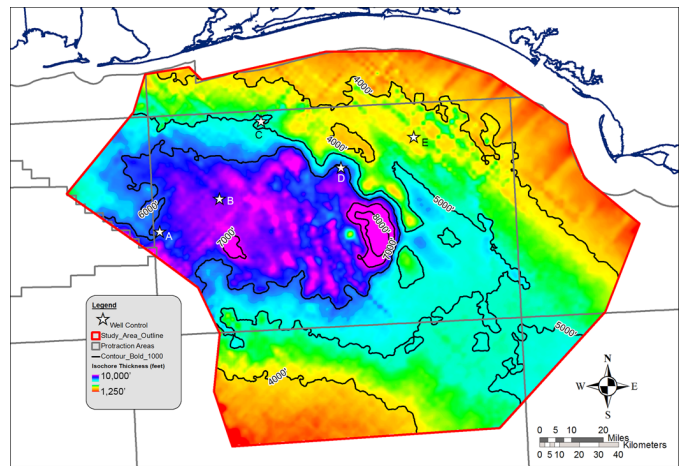 4000'
C
E
4000'
D
B
5000'
6000'
A
8000'
7000'
7000'
Legend
Well Control
Study_Area_Outline
Protraction Areas
Contour_Bold_1000
Isochore Thickness (feet)
10,000'
1,250'
5000'
4000'
N
W E
S
0 5 10 20
Miles
Kilometers
0 5 10 20 30 40